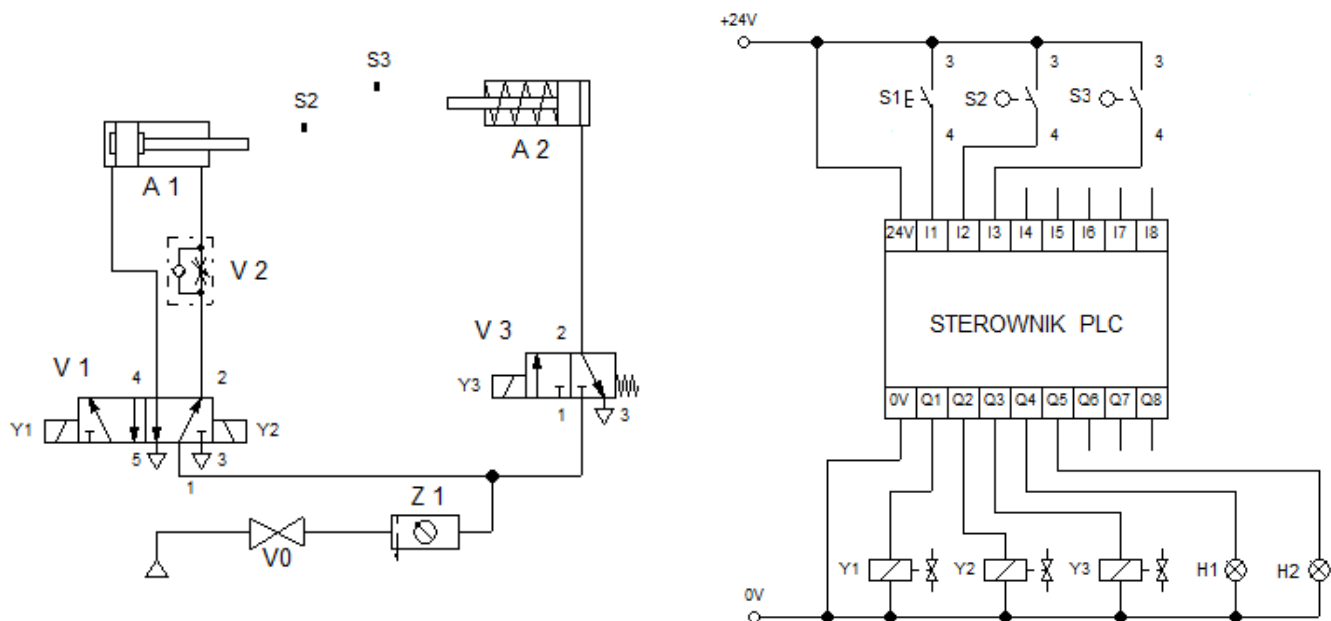 +24V
S3
S2
3 3 3
S1 S2 S3
4 4 4
A 1
A 2
V 2
24V I1 I2 I3 I4 I5 I6 I7 I8
STEROWNIK PLC
V 3 2
Y3
1 3
V 1 4 2
Y1 Y2
5 3
1
0V Q1 Q2 Q3 Q4 Q5 Q6 Q7 Q8
Z 1
V0
Y1 Y2 Y3 H1 H2
0V